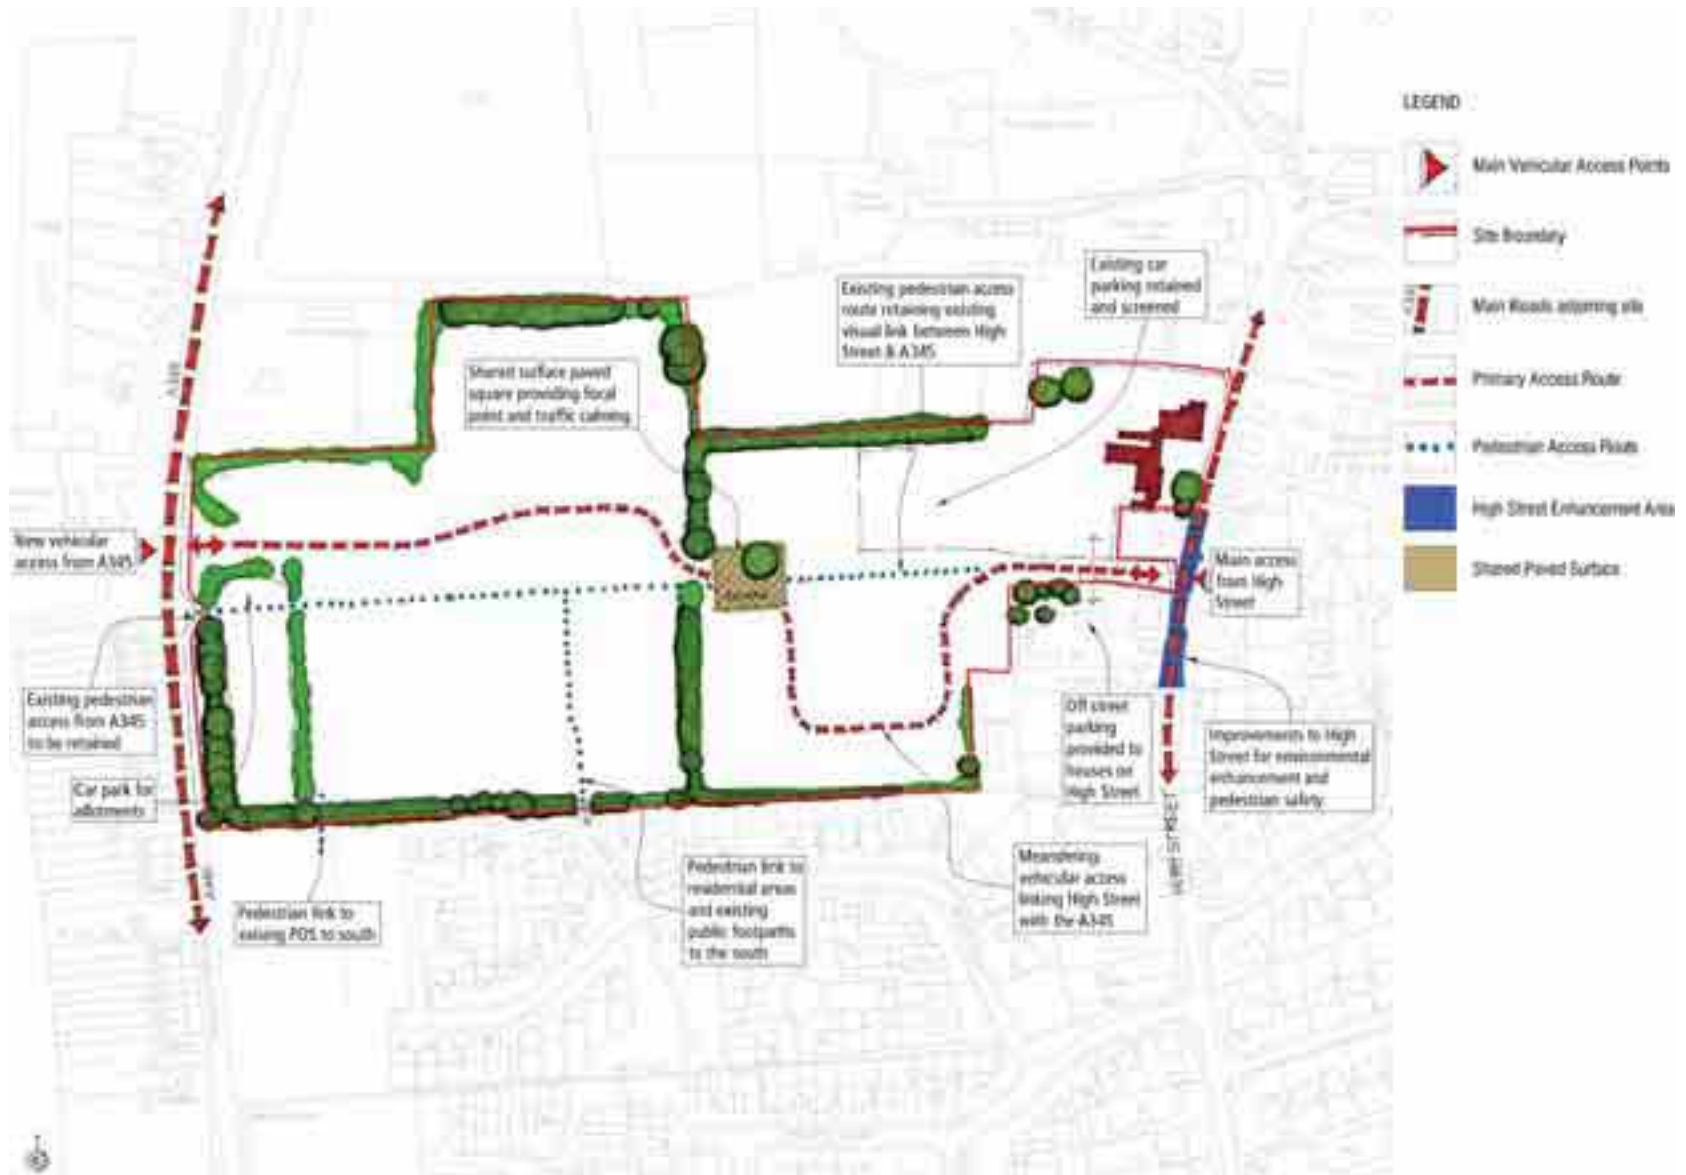 LEGEND
Main Vehicular Access Points
Site Boundary
Main Roads adjoining site
Primary Access Route
Pedestrian Access Route
High Street Enhancement Area
Shared Paved Surface
Existing car
parking retained
and screened
Existing pedestrian access
route retaining existing
visual link between High
Street & A345
Shared surface paved
square providing focal
point and traffic calming
New vehicular
access from A345
Main access
from High
Street
Existing pedestrian
access from A345
to be retained
Car park for
allotments
Off street
parking
provided to
houses on
High Street
Improvements to High
Street for environmental
enhancement and
pedestrian safety
Pedestrian link to
existing POS to south
Pedestrian link to
residential areas
and existing
public footpaths
to the south
Meandering
vehicular access
linking High Street
with the A345
A345
A345
HIGH STREET